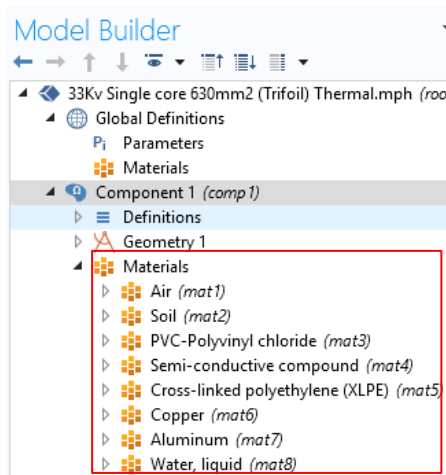 Model Builder
33Kv Single core 630mm2 (Trifoil) Thermal.mph (roo
Global Definitions
Pi Parameters
Materials
Component 1 (comp1)
Definitions
Geometry 1
Materials
Air (mat1)
Soil (mat2)
PVC-Polyvinyl chloride (mat3)
Semi-conductive compound (mat4)
Cross-linked polyethylene (XLPE) (mat5)
Copper (mat6)
Aluminum (mat7)
Water, liquid (mat8)